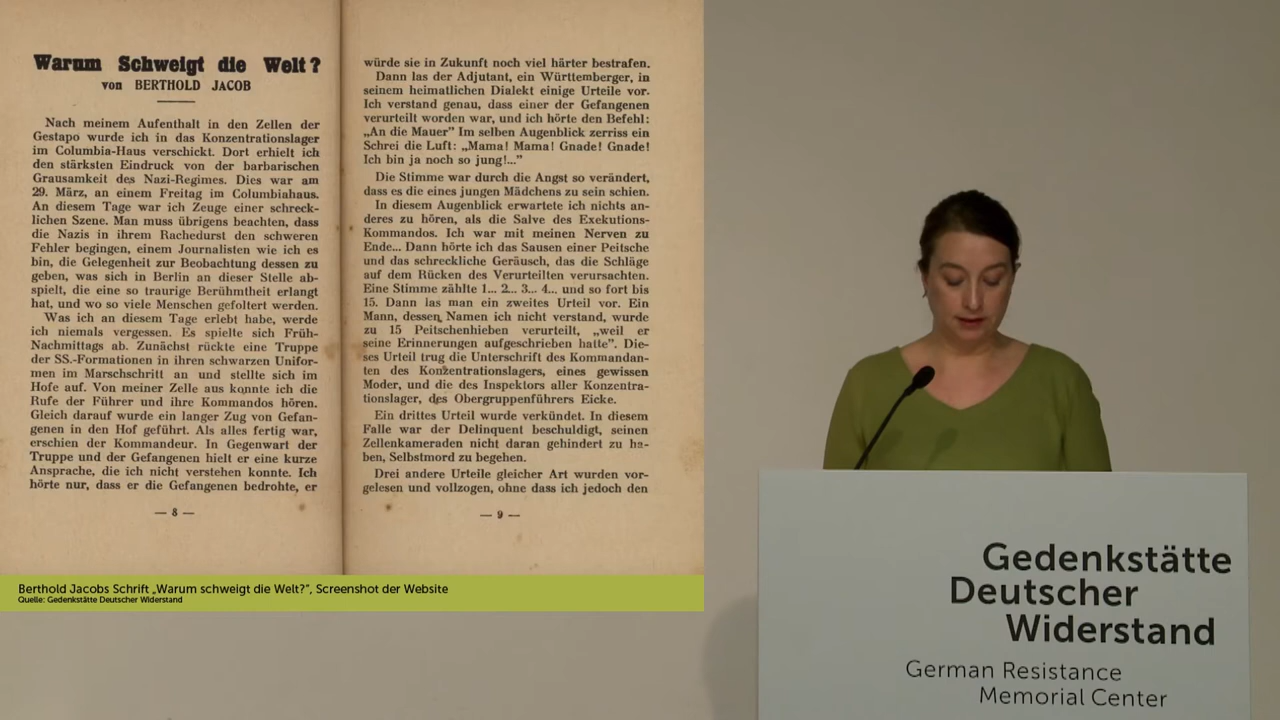 Warum Schweigt die Welt?
von BERTHOLD JACOB
Nach meinem Aufenthalt in den Zellen der
Gestapo wurde ich in das Konzentrationslager
im Columbia-Haus verschickt. Dort erhielt ich
den stärksten Eindruck von der barbarischen
Grausamkeit des Nazi-Regimes. Dies war am
29. März, an einem Freitag im Columbiahaus.
An diesem Tage war ich Zeuge einer schreck-
lichen Szene. Man muss übrigens beachten, dass
die Nazis in ihrem Rachedurst den schweren
Fehler begingen, einem Journalisten wie ich es
bin, die Gelegenheit zur Beobachtung dessen zu
geben, was sich in Berlin an dieser Stelle ab-
spielt, die eine so traurige Berühmtheit erlangt
hat, und wo so viele Menschen gefoltert werden.
Was ich an diesem Tage erlebt habe, werde
ich niemals vergessen. Es spielte sich Früh-
Nachmittags ab. Zunächst rückte eine Truppe
der SS.-Formationen in ihren schwarzen Unifor-
men im Marschschritt an und stellte sich im
Hofe auf. Von meiner Zelle aus konnte ich die
Rufe der Führer und ihre Kommandos hören.
Gleich darauf wurde ein langer Zug von Gefan-
genen in den Hof geführt. Als alles fertig war,
erschien der Kommandeur. In Gegenwart der
Truppe und der Gefangenen hielt er eine kurze
Ansprache, die ich nicht verstehen konnte. Ich
hörte nur, dass er die Gefangenen bedrohte, er
— 8 —
würde sie in Zukunft noch viel härter bestrafen.
Dann las der Adjutant, ein Württemberger, in
seinem heimatlichen Dialekt einige Urteile vor.
Ich verstand genau, dass einer der Gefangenen
verurteilt worden war, und ich hörte den Befehl:
„An die Mauer" Im selben Augenblick zerriss ein
Schrei die Luft: „Mama! Mama! Gnade! Gnade!
Ich bin ja noch so jung!..."
Die Stimme war durch die Angst so verändert,
dass es die eines jungen Mädchens zu sein schien.
In diesem Augenblick erwartete ich nichts an-
deres zu hören, als die Salve des Exekutions-
Kommandos. Ich war mit meinen Nerven zu
Ende... Dann hörte ich das Sausen einer Peitsche
und das schreckliche Geräusch, das die Schläge
auf dem Rücken des Verurteilten verursachten.
Eine Stimme zählte 1... 2... 3... 4... und so fort bis
15. Dann las man ein zweites Urteil vor. Ein
Mann, dessen Namen ich nicht verstand, wurde
zu 15 Peitschenhieben verurteilt, „weil er
seine Erinnerungen aufgeschrieben hatte". Die-
ses Urteil trug die Unterschrift des Kommandan-
ten des Konzentrationslagers, eines gewissen
Moder, und die des Inspektors aller Konzentra-
tionslager, des Obergruppenführers Eicke.
Ein drittes Urteil wurde verkündet. In diesem
Falle war der Delinquent beschuldigt, seinen
Zellenkameraden nicht daran gehindert zu ha-
ben, Selbstmord zu begehen.
Drei andere Urteile gleicher Art wurden vor-
gelesen und vollzogen, ohne dass ich jedoch den
— 9 —
Berthold Jacobs Schrift „Warum schweigt die Welt?", Screenshot der Website
Quelle: Gedenkstätte Deutscher Widerstand
Gedenkstätte
Deutscher
Widerstand
German Resistance
Memorial Center